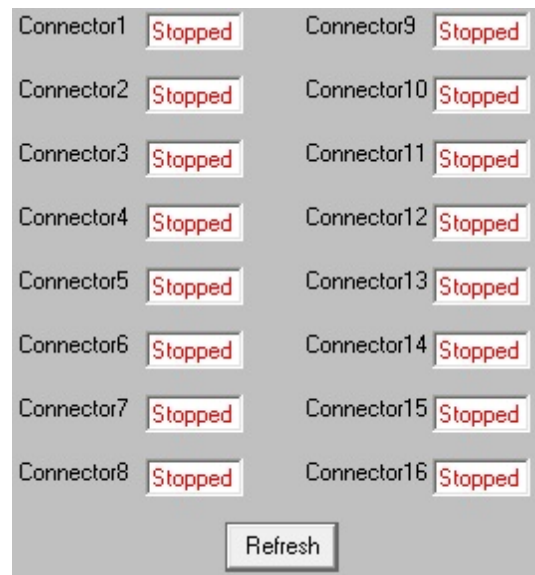 Connector1 Stopped Connector9 Stopped
Connector2 Stopped Connector10 Stopped
Connector3 Stopped Connector11 Stopped
Connector4 Stopped Connector12 Stopped
Connector5 Stopped Connector13 Stopped
Connector6 Stopped Connector14 Stopped
Connector7 Stopped Connector15 Stopped
Connector8 Stopped Connector16 Stopped
Refresh